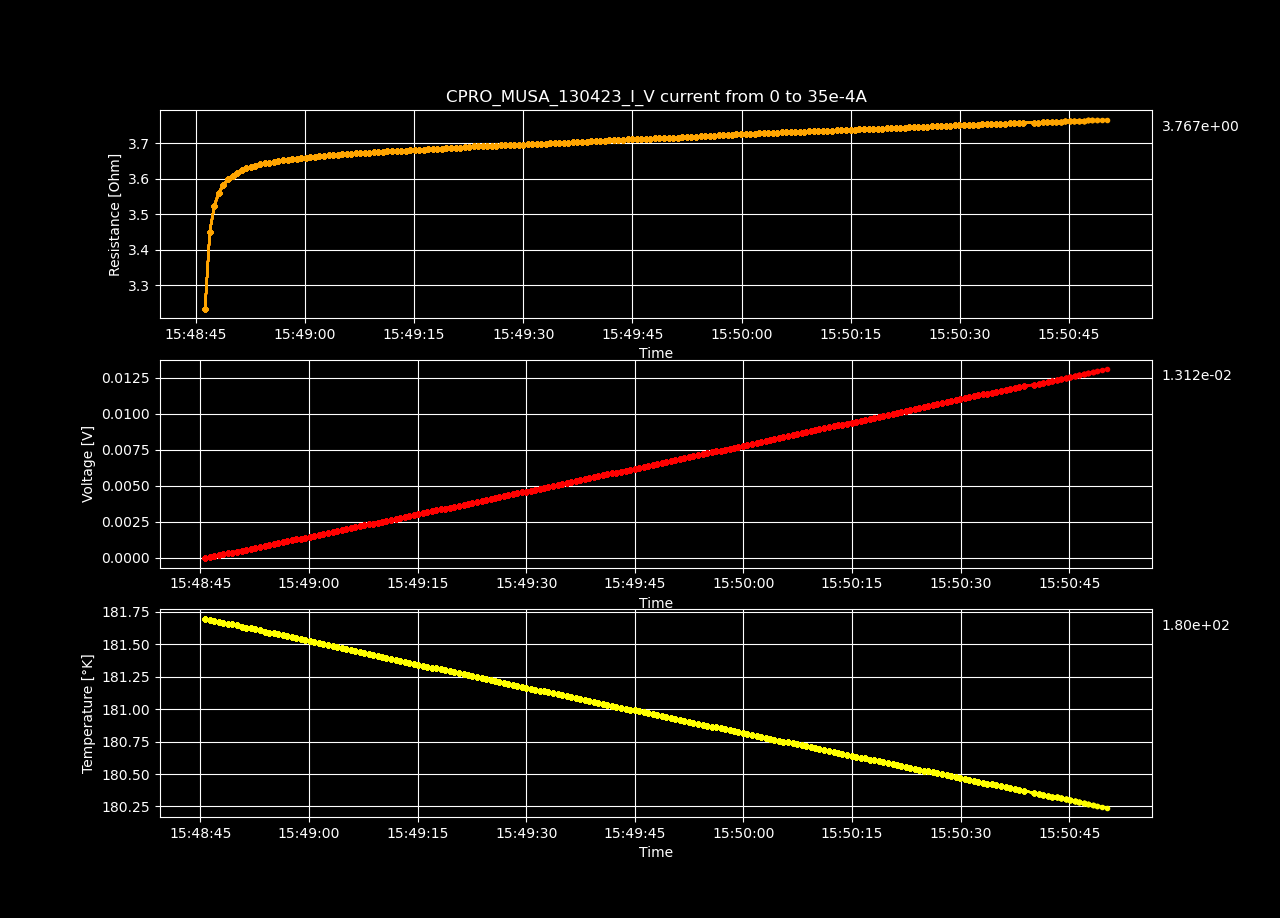 CPRO_MUSA_130423_I_V current from 0 to 35e-4A
3.767e+00
Resistance [Ohm]
3.7
3.6
3.5
3.4
3.3
15:48:45 15:49:00 15:49:15 15:49:30 15:49:45 15:50:00 15:50:15 15:50:30 15:50:45
Time
1.312e-02
Voltage [V]
0.0125
0.0100
0.0075
0.0050
0.0025
0.0000
15:48:45 15:49:00 15:49:15 15:49:30 15:49:45 15:50:00 15:50:15 15:50:30 15:50:45
Time
1.80e+02
Temperature [°K]
181.75
181.50
181.25
181.00
180.75
180.50
180.25
15:48:45 15:49:00 15:49:15 15:49:30 15:49:45 15:50:00 15:50:15 15:50:30 15:50:45
Time